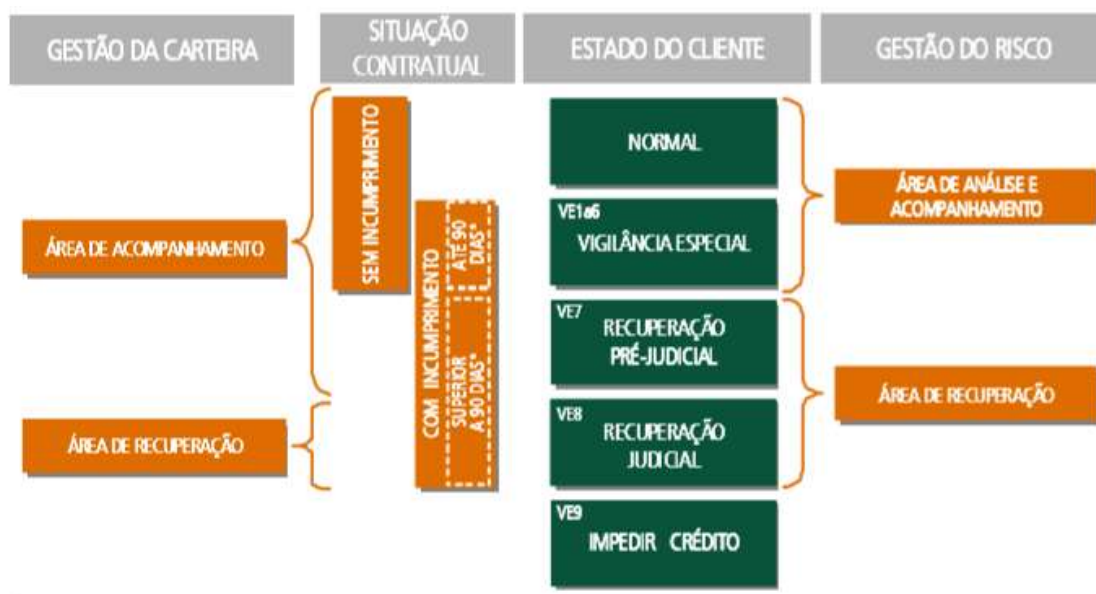 GESTÃO DA CARTEIRA
SITUAÇÃO
CONTRATUAL
ESTADO DO CLIENTE
GESTÃO DO RISCO
ÁREA DE ACOMPANHAMENTO
ÁREA DE RECUPERAÇÃO
SEM INCUMPRIMENTO
COM INCUMPRIMENTO
ATÉ 90
DIAS*
SUPERIOR
A 90 DIAS*
NORMAL
VE1a6
VIGILÂNCIA ESPECIAL
VE7
RECUPERAÇÃO
PRÉ-JUDICIAL
VE8
RECUPERAÇÃO
JUDICIAL
VE9
IMPEDIR CRÉDITO
ÁREA DE ANÁLISE E
ACOMPANHAMENTO
ÁREA DE RECUPERAÇÃO